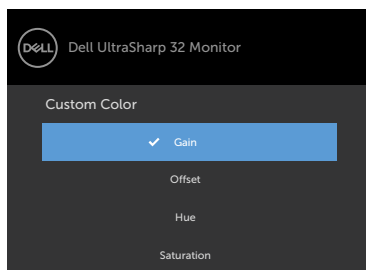 DELL
Dell UltraSharp 32 Monitor
Custom Color
Gain
Offset
Hue
Saturation